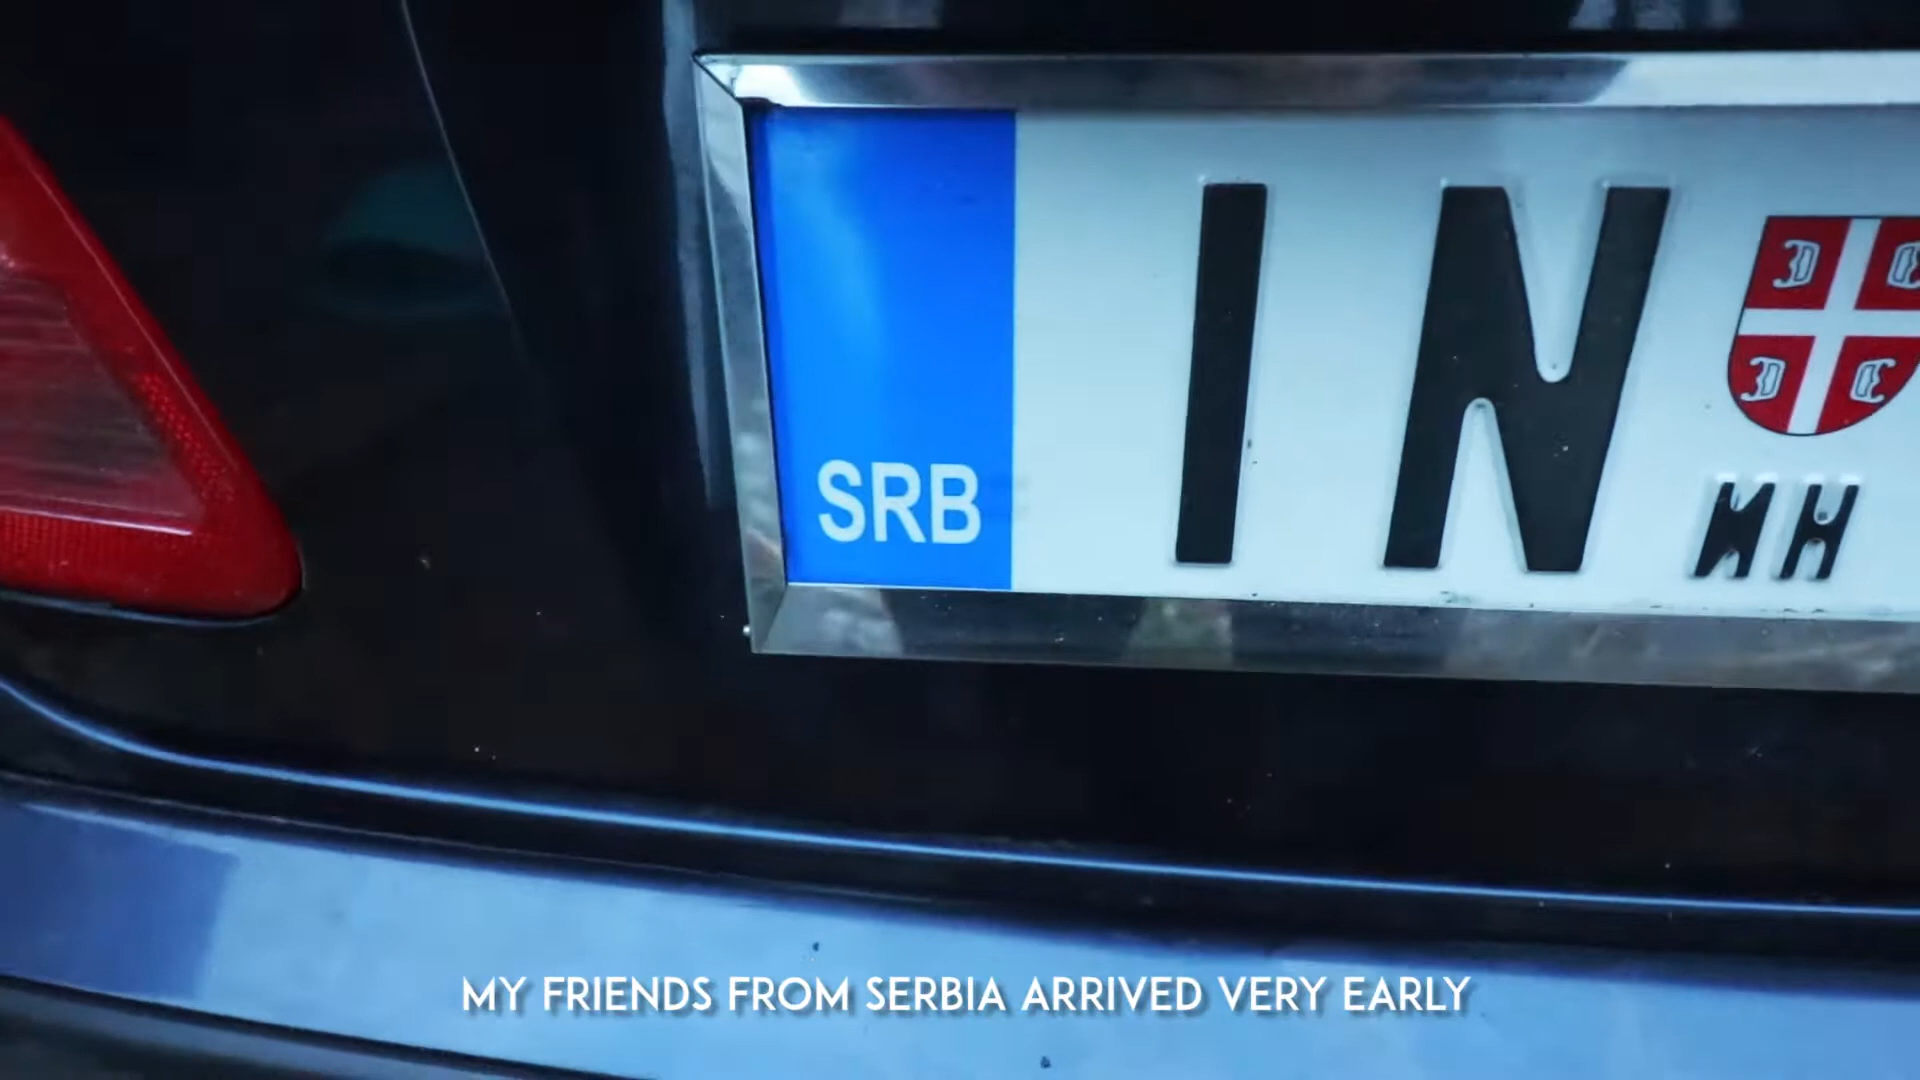 SRB
IN
ИН
MY FRIENDS FROM SERBIA ARRIVED VERY EARLY